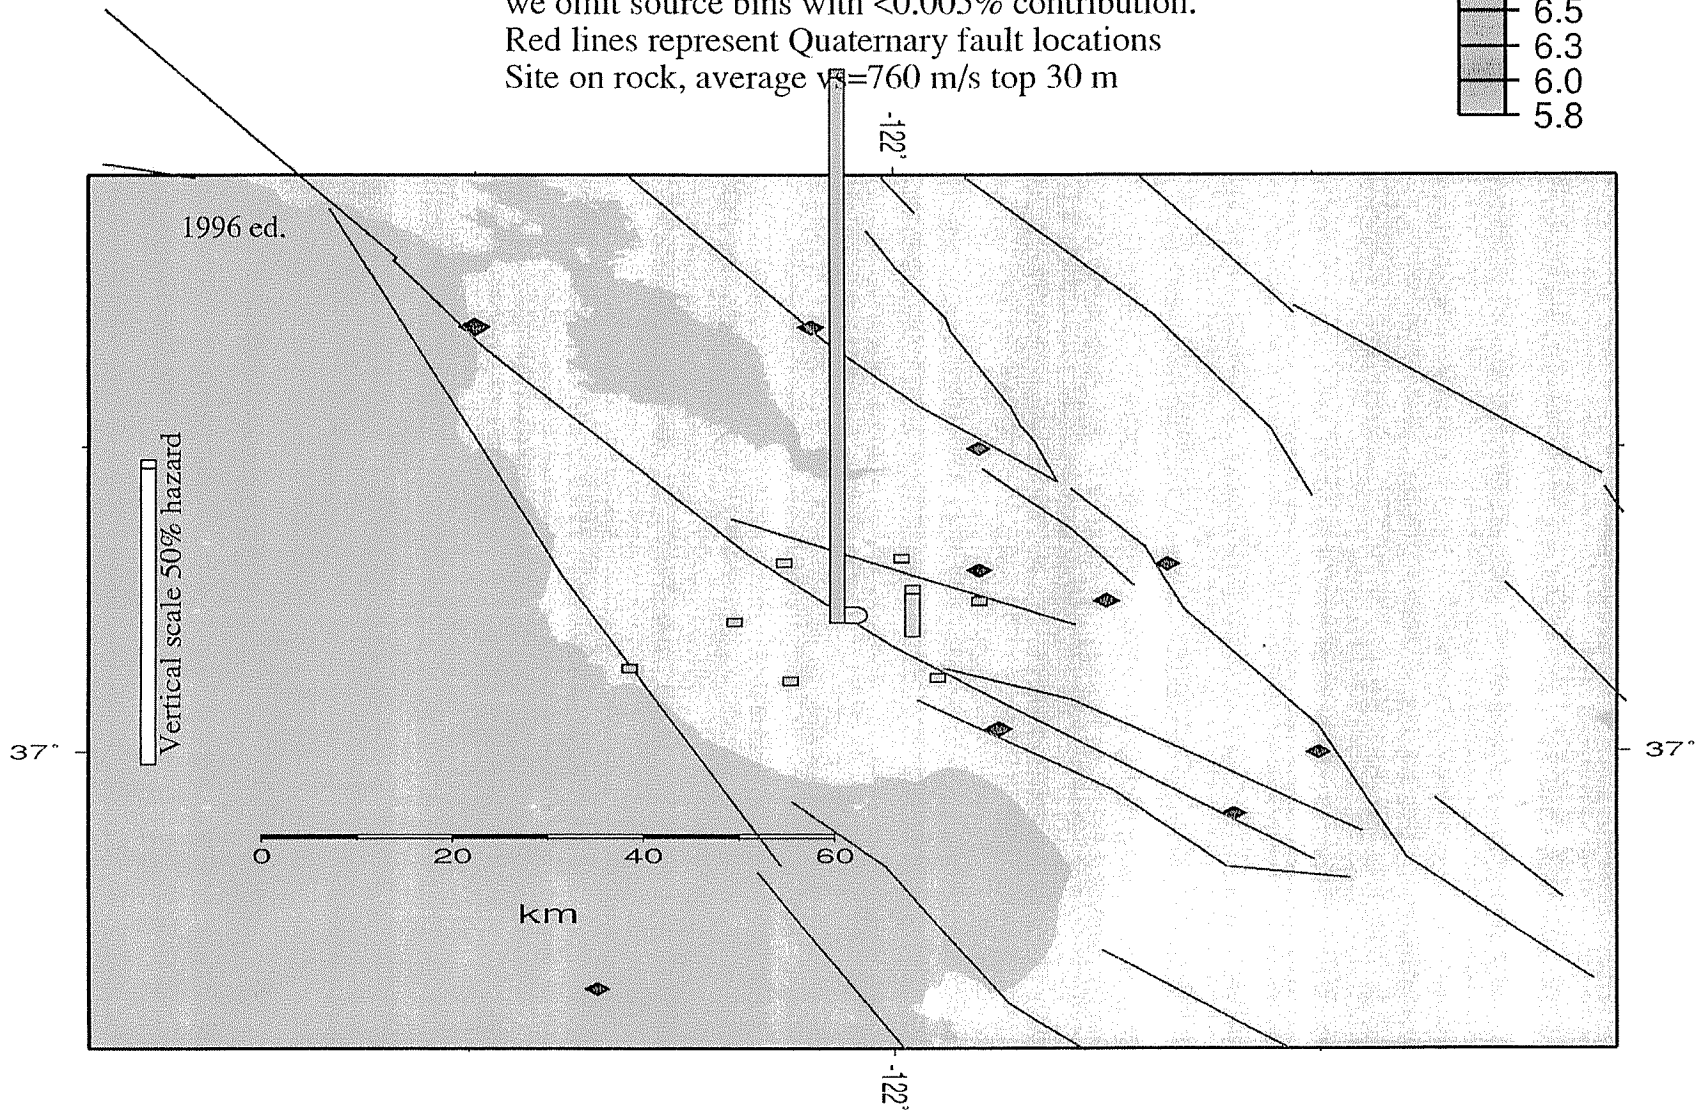 we omit source bins with <0.005% contribution.
Red lines represent Quaternary fault locations
Site on rock, average vs=760 m/s top 30 m
6.5
6.3
6.0
5.8
-122°
1996 ed.
Vertical scale 50% hazard
37°
37°
0 20 40 60
km
-122°